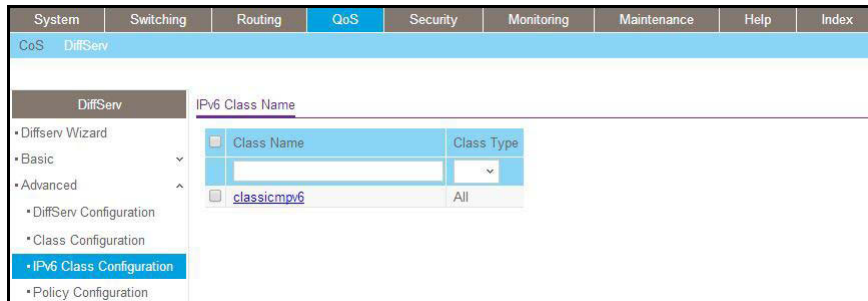 System Switching Routing QoS Security Monitoring Maintenance Help Index
CoS DiffServ
DiffServ
IPv6 Class Name
Diffserv Wizard
Class Name Class Type
Basic
Advanced
classicmpv6 All
DiffServ Configuration
Class Configuration
IPv6 Class Configuration
Policy Configuration